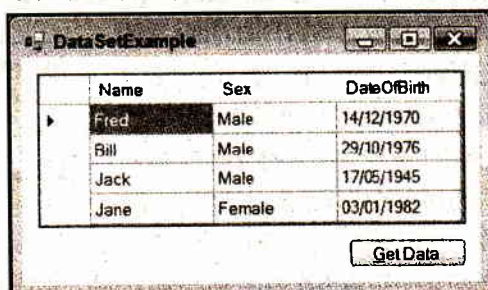 DataSetExample
Name Sex DateOfBirth
Fred Male 14/12/1970
Bill Male 29/10/1976
Jack Male 17/05/1945
Jane Female 03/01/1982
Get Data